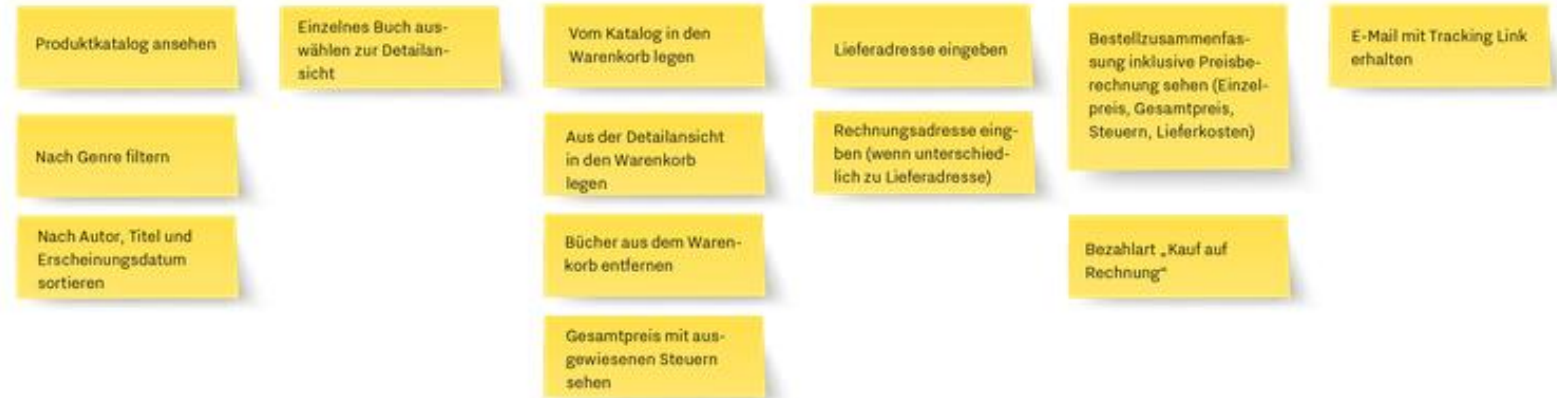 Produktkatalog ansehen
Einzelnes Buch aus-
wählen zur Detailan-
sicht
Vom Katalog in den
Warenkorb legen
Lieferadresse eingeben
Bestellzusammenfas-
sung inklusive Preisbe-
rechnung sehen (Einzel-
preis, Gesamtpreis,
Steuern, Lieferkosten)
E-Mail mit Tracking Link
erhalten
Nach Genre filtern
Aus der Detailansicht
in den Warenkorb
legen
Rechnungsadresse eing-
ben (wenn unterschied-
lich zu Lieferadresse)
Nach Autor, Titel und
Erscheinungsdatum
sortieren
Bücher aus dem Waren-
korb entfernen
Bezahlart „Kauf auf
Rechnung“
Gesamtpreis mit aus-
gewiesenen Steuern
sehen